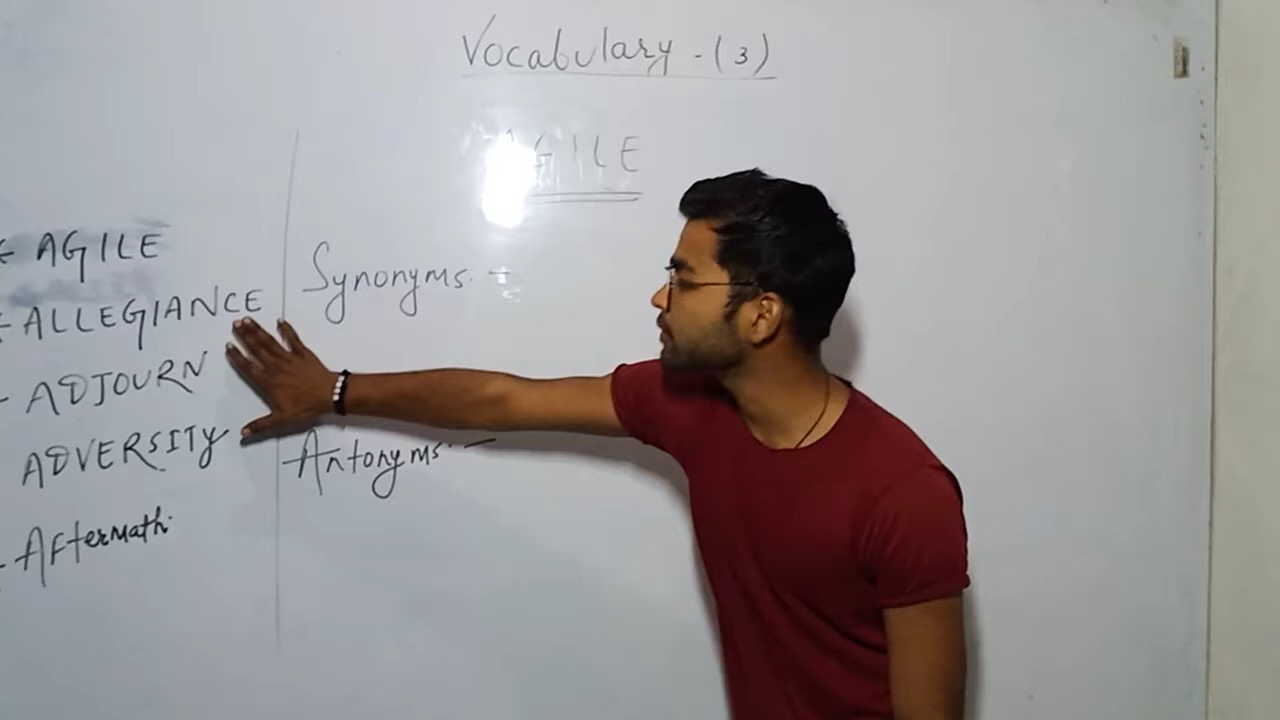 Vocabulary - (3)
AGILE
AGILE
ALLEGIANCE
ADJOURN
ADVERSITY
Aftermath
Synonyms. -
Antonyms. -